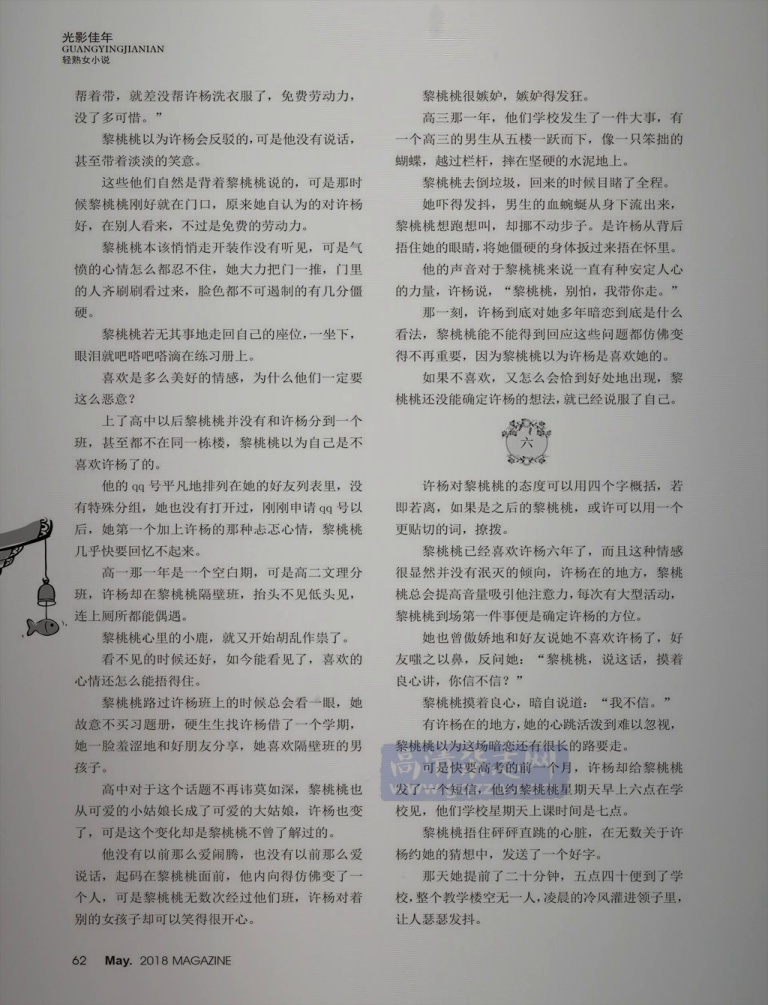 光影佳年
GUANGYINGJIANIAN
轻熟女小说
帮着带，就差没帮许杨洗衣服了，免费劳动力，
没了多可惜。”
黎桃桃以为许杨会反驳的，可是他没有说话，
甚至带着淡淡的笑意。
这些他们自然是背着黎桃桃说的，可是那时
候黎桃桃刚好就在门口，原来她自认为的对许杨
好，在别人看来，不过是免费的劳动力。
黎桃桃本该悄悄走开装作没有听见，可是气
愤的心情怎么都忍不住，她大力把门一推，门里
的人齐刷刷看过来，脸色都不可遏制的有几分僵
硬。
黎桃桃若无其事地走回自己的座位，一坐下，
眼泪就吧嗒吧嗒滴在练习册上。
喜欢是多么美好的情感，为什么他们一定要
这么恶意？
上了高中以后黎桃桃并没有和许杨分到一个
班，甚至都不在同一栋楼，黎桃桃以为自己是不
喜欢许杨了的。
他的 qq 号平凡地排列在她的好友列表里，没
有特殊分组，她也没有打开过，刚刚申请 qq 号以
后，她第一个加上许杨的那种忐忑心情，黎桃桃
几乎快要回忆不起来。
高一那一年是一个空白期，可是高二文理分
班，许杨却在黎桃桃隔壁班，抬头不见低头见，
连上厕所都能偶遇。
黎桃桃心里的小鹿，就又开始胡乱作祟了。
看不见的时候还好，如今能看见了，喜欢的
心情还怎么能捂得住。
黎桃桃路过许杨班上的时候总会看一眼，她
故意不买习题册，硬生生找许杨借了一个学期，
她一脸羞涩地和好朋友分享，她喜欢隔壁班的男
孩子。
高中对于这个话题不再讳莫如深，黎桃桃也
从可爱的小姑娘长成了可爱的大姑娘，许杨也变
了，可是这个变化却是黎桃桃不曾了解过的。
他没有以前那么爱闹腾，也没有以前那么爱
说话，起码在黎桃桃面前，他内向得仿佛变了一
个人，可是黎桃桃无数次经过他们班，许杨对着
别的女孩子却可以笑得很开心。
黎桃桃很嫉妒，嫉妒得发狂。
高三那一年，他们学校发生了一件大事，有
一个高三的男生从五楼一跃而下，像一只笨拙的
蝴蝶，越过栏杆，摔在坚硬的水泥地上。
黎桃桃去倒垃圾，回来的时候目睹了全程。
她吓得发抖，男生的血蜿蜒从身下流出来，
黎桃桃想跑想叫，却挪不动步子。是许杨从背后
捂住她的眼睛，将她僵硬的身体扳过来捂在怀里。
他的声音对于黎桃桃来说一直有种安定人心
的力量，许杨说，“黎桃桃，别怕，我带你走。”
那一刻，许杨到底对她多年暗恋到底是什么
看法，黎桃桃能不能得到回应这些问题都仿佛变
得不再重要，因为黎桃桃以为许杨是喜欢她的。
如果不喜欢，又怎么会恰到好处地出现，黎
桃桃还没能确定许杨的想法，就已经说服了自己。
六
许杨对黎桃桃的态度可以用四个字概括，若
即若离，如果是之后的黎桃桃，或许可以用一个
更贴切的词，撩拨。
黎桃桃已经喜欢许杨六年了，而且这种情感
很显然并没有泯灭的倾向，许杨在的地方，黎桃
桃总会提高音量吸引他注意力，每次有大型活动，
黎桃桃到场第一件事便是确定许杨的方位。
她也曾傲娇地和好友说她不喜欢许杨了，好
友嗤之以鼻，反问她：“黎桃桃，说这话，摸着
良心讲，你信不信？”
黎桃桃摸着良心，暗自说道：“我不信。”
有许杨在的地方，她的心跳活泼到难以忽视，
黎桃桃以为这场暗恋还有很长的路要走。
可是快要高考的前一个月，许杨却给黎桃桃
发了一个短信，他约黎桃桃星期天早上六点在学
校见，他们学校星期天上课时间是七点。
黎桃桃捂住砰砰直跳的心脏，在无数关于许
杨约她的猜想中，发送了一个好字。
那天她提前了二十分钟，五点四十便到了学
校，整个教学楼空无一人，凌晨的冷风灌进领子里，
让人瑟瑟发抖。
62 May. 2018 MAGAZINE